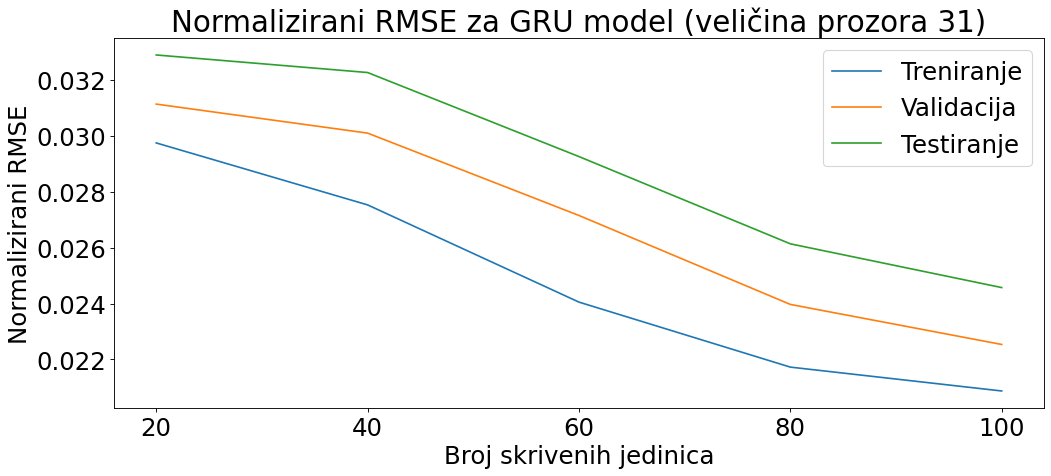 Normalizirani RMSE za GRU model (veličina prozora 31)
Normalizirani RMSE
0.032
0.030
0.028
0.026
0.024
0.022
Treniranje
Validacija
Testiranje
20 40 60 80 100
Broj skrivenih jedinica